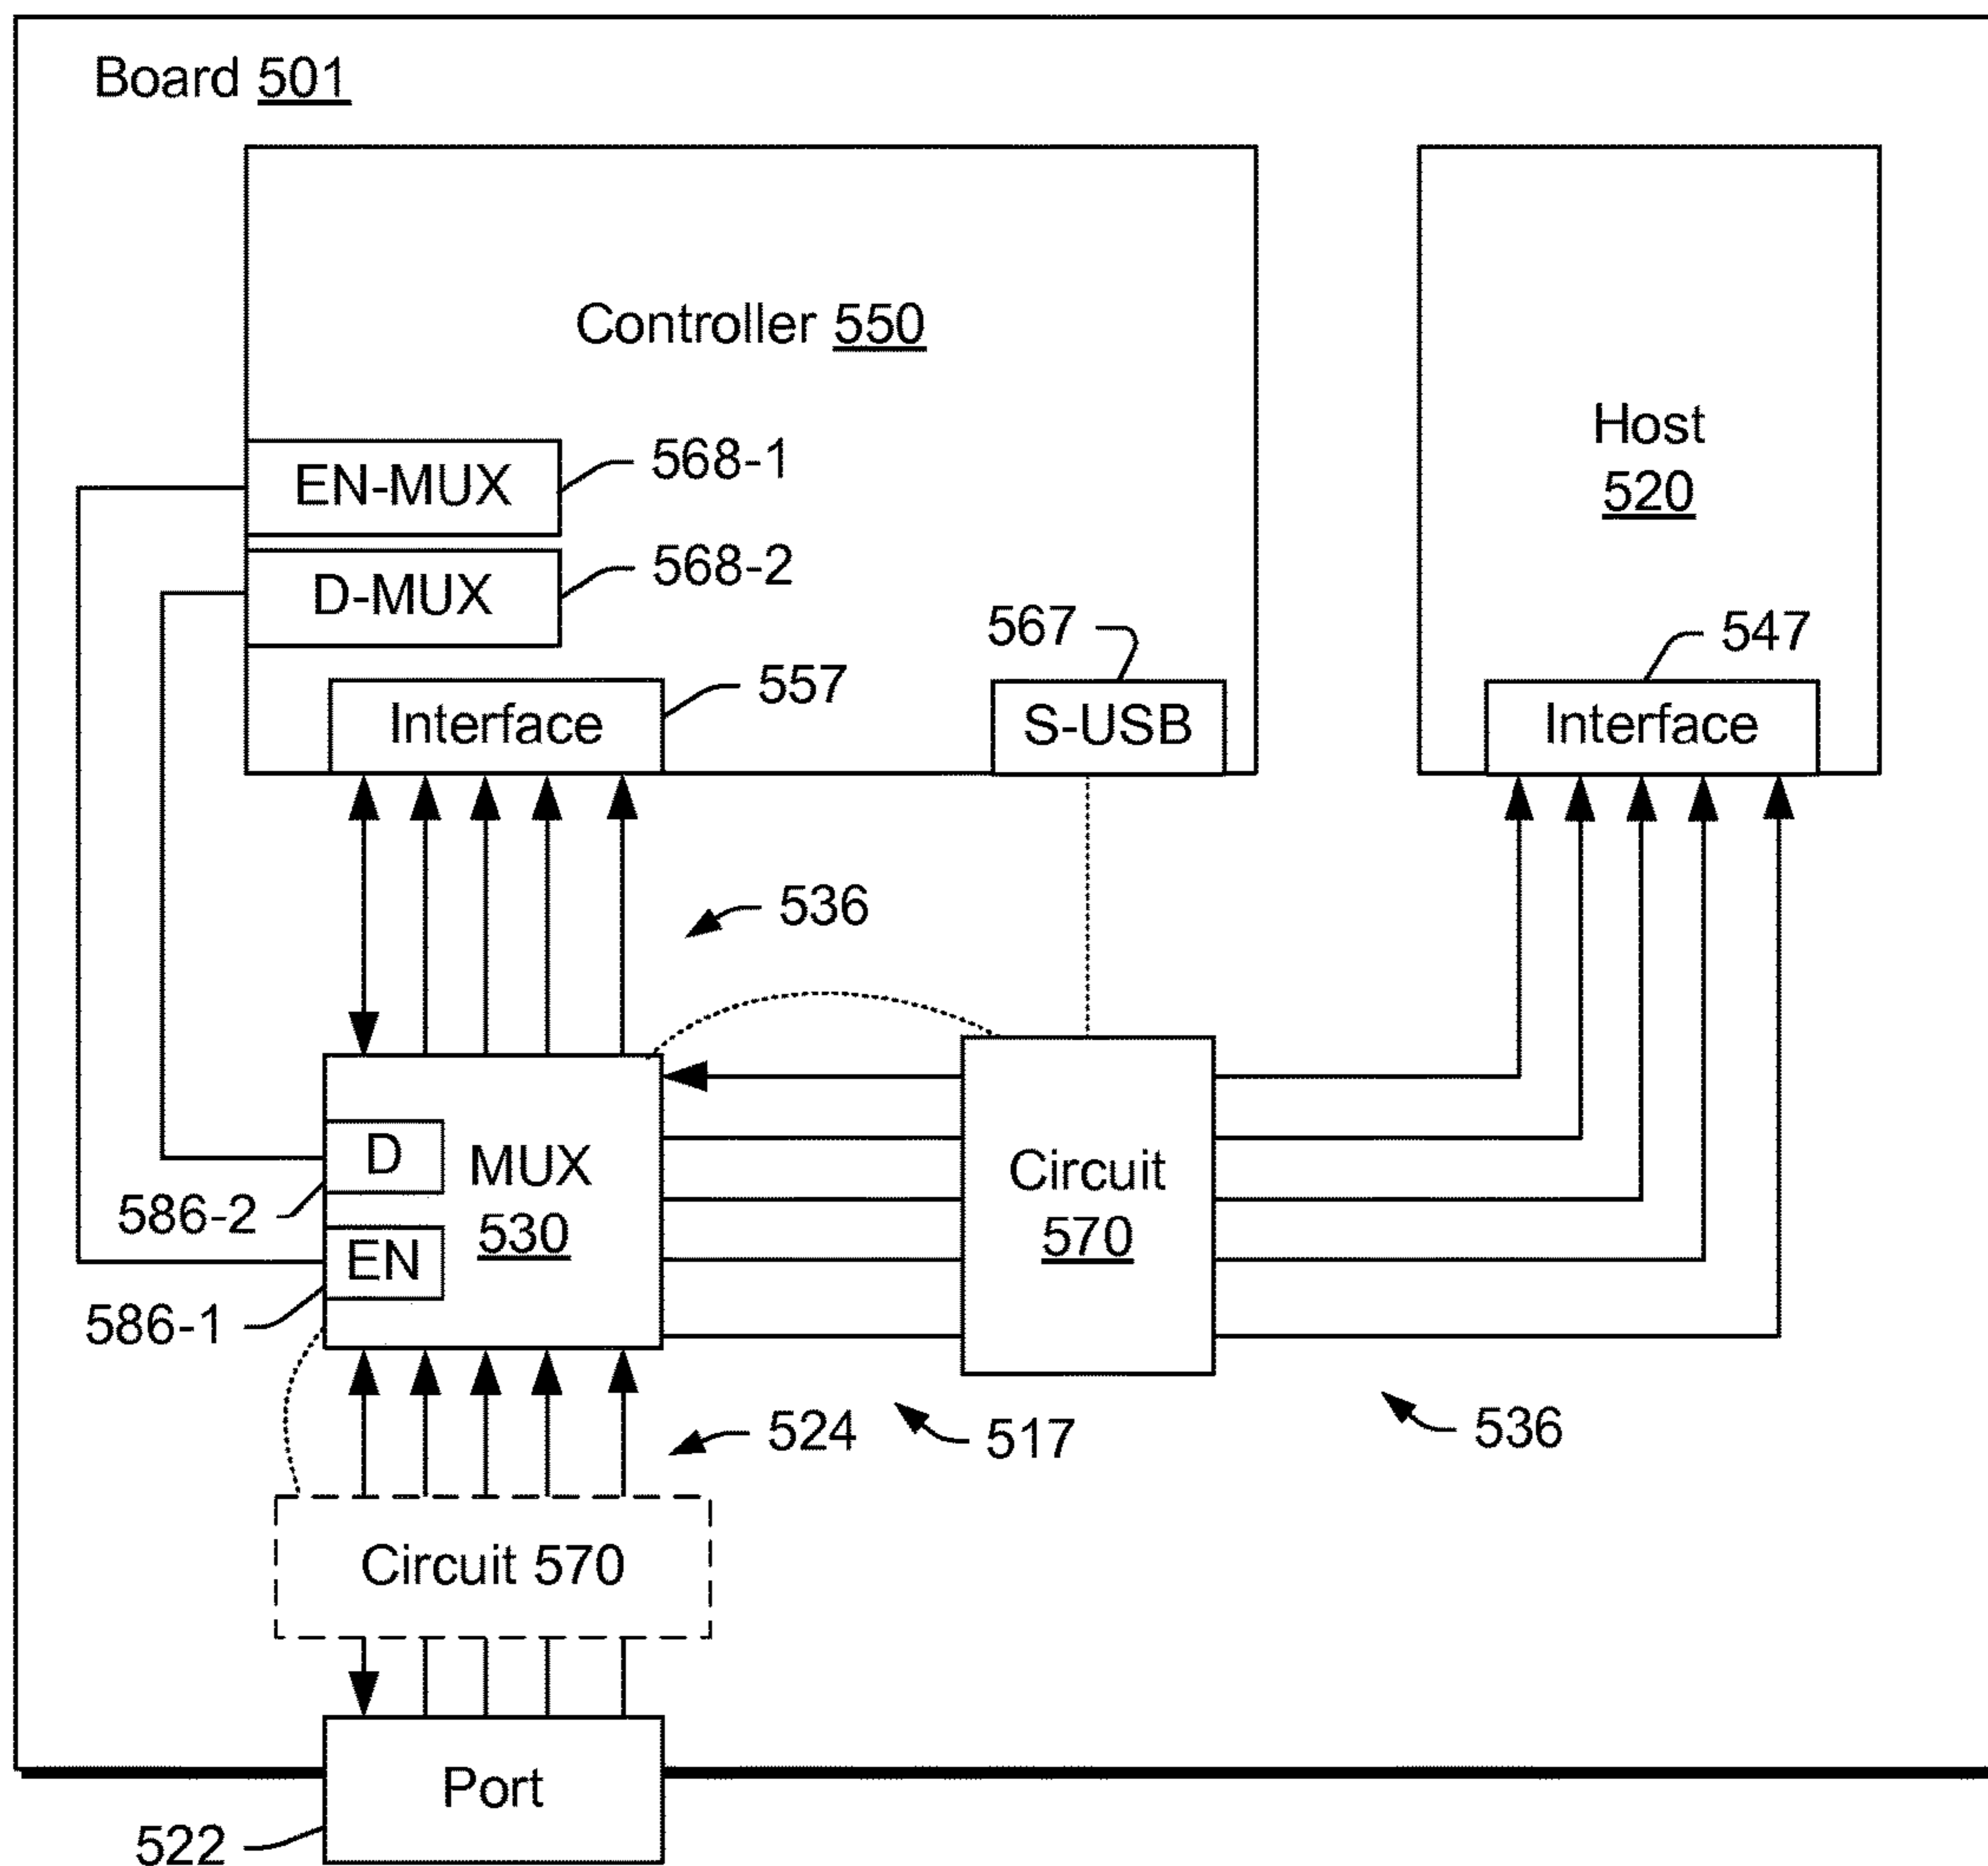 Board 501
Controller 550
Host
520
EN-MUX
568-1
D-MUX
568-2
567
547
557
Interface
S-USB
Interface
536
D
MUX
530
586-2
EN
586-1
Circuit
570
524
517
536
Circuit 570
Port
522